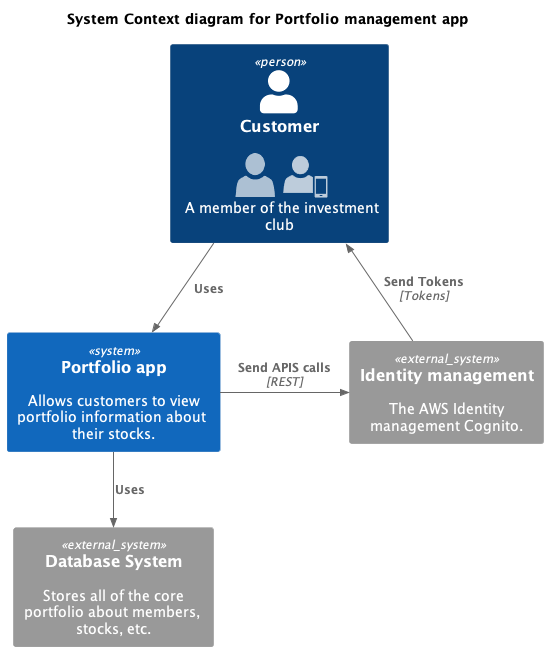 System Context diagram for Portfolio management app
«person»
Customer
A member of the investment
club
Send Tokens
[Tokens]
Uses
«system»
Portfolio app
Allows customers to view
portfolio information about
their stocks.
Send APIS calls
[REST]
«external_system»
Identity management
The AWS Identity
management Cognito.
Uses
«external_system»
Database System
Stores all of the core
portfolio about members,
stocks, etc.